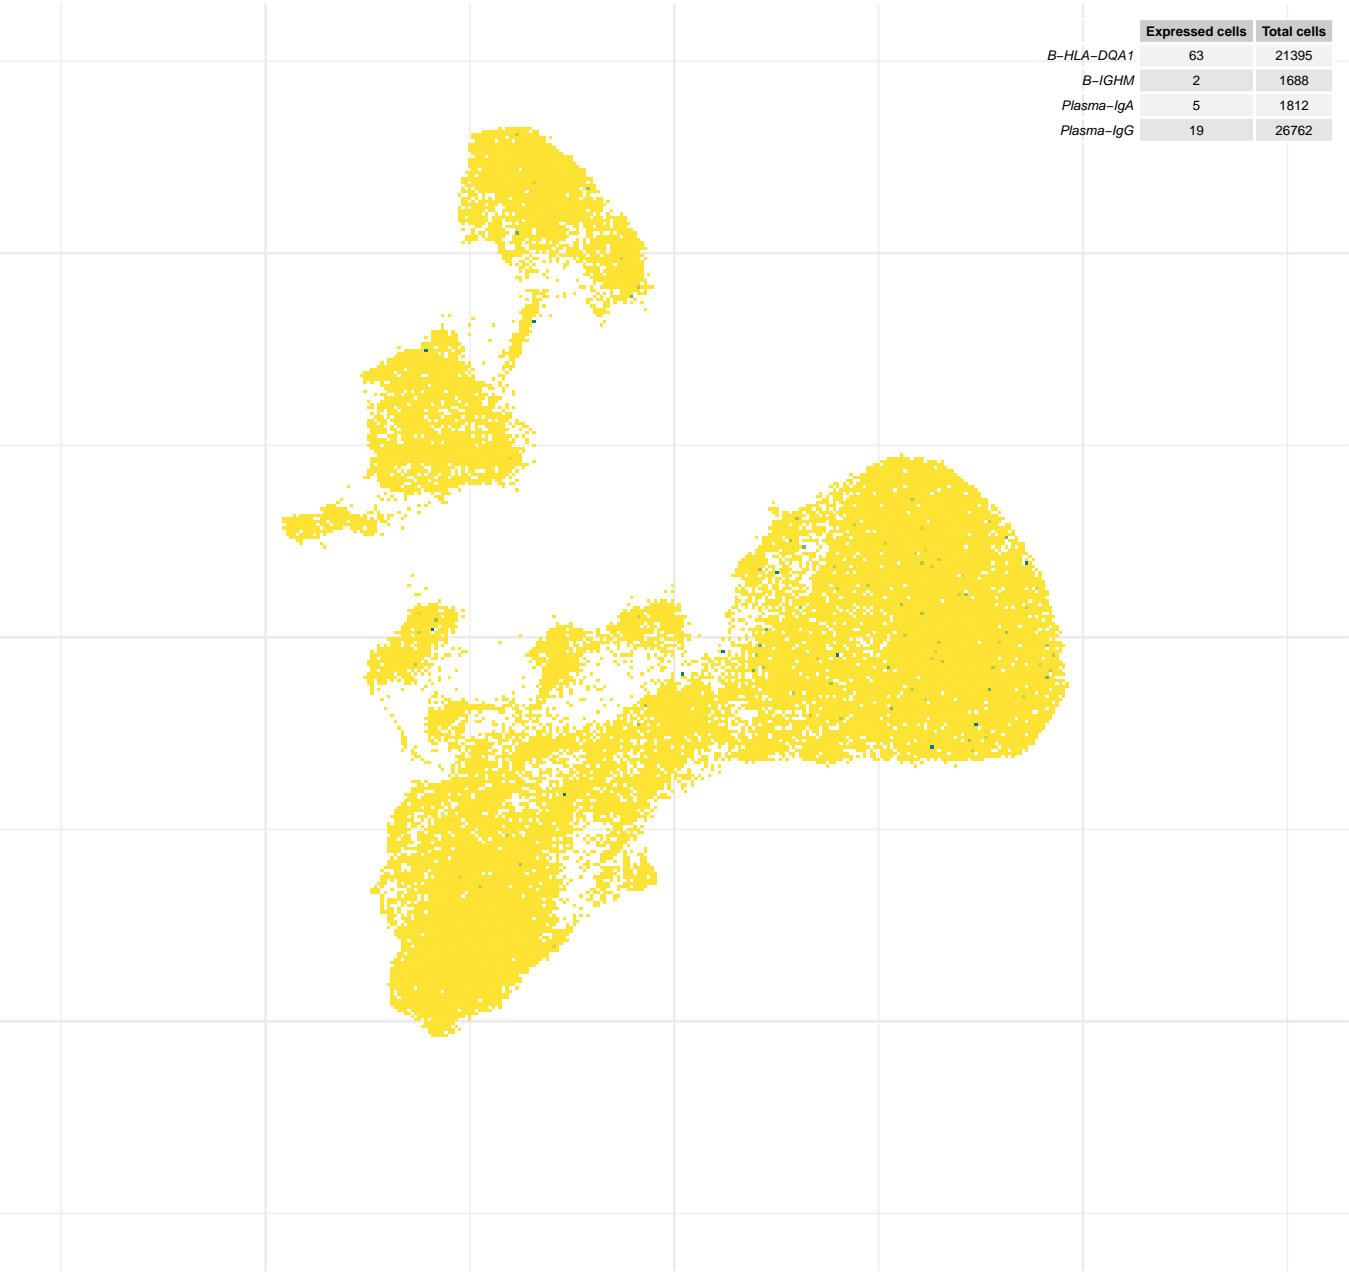 Expressed cells Total cells
B−HLA−DQA1 63 21395
B−IGHM 2 1688
Plasma−IgA 5 1812
Plasma−IgG 19 26762